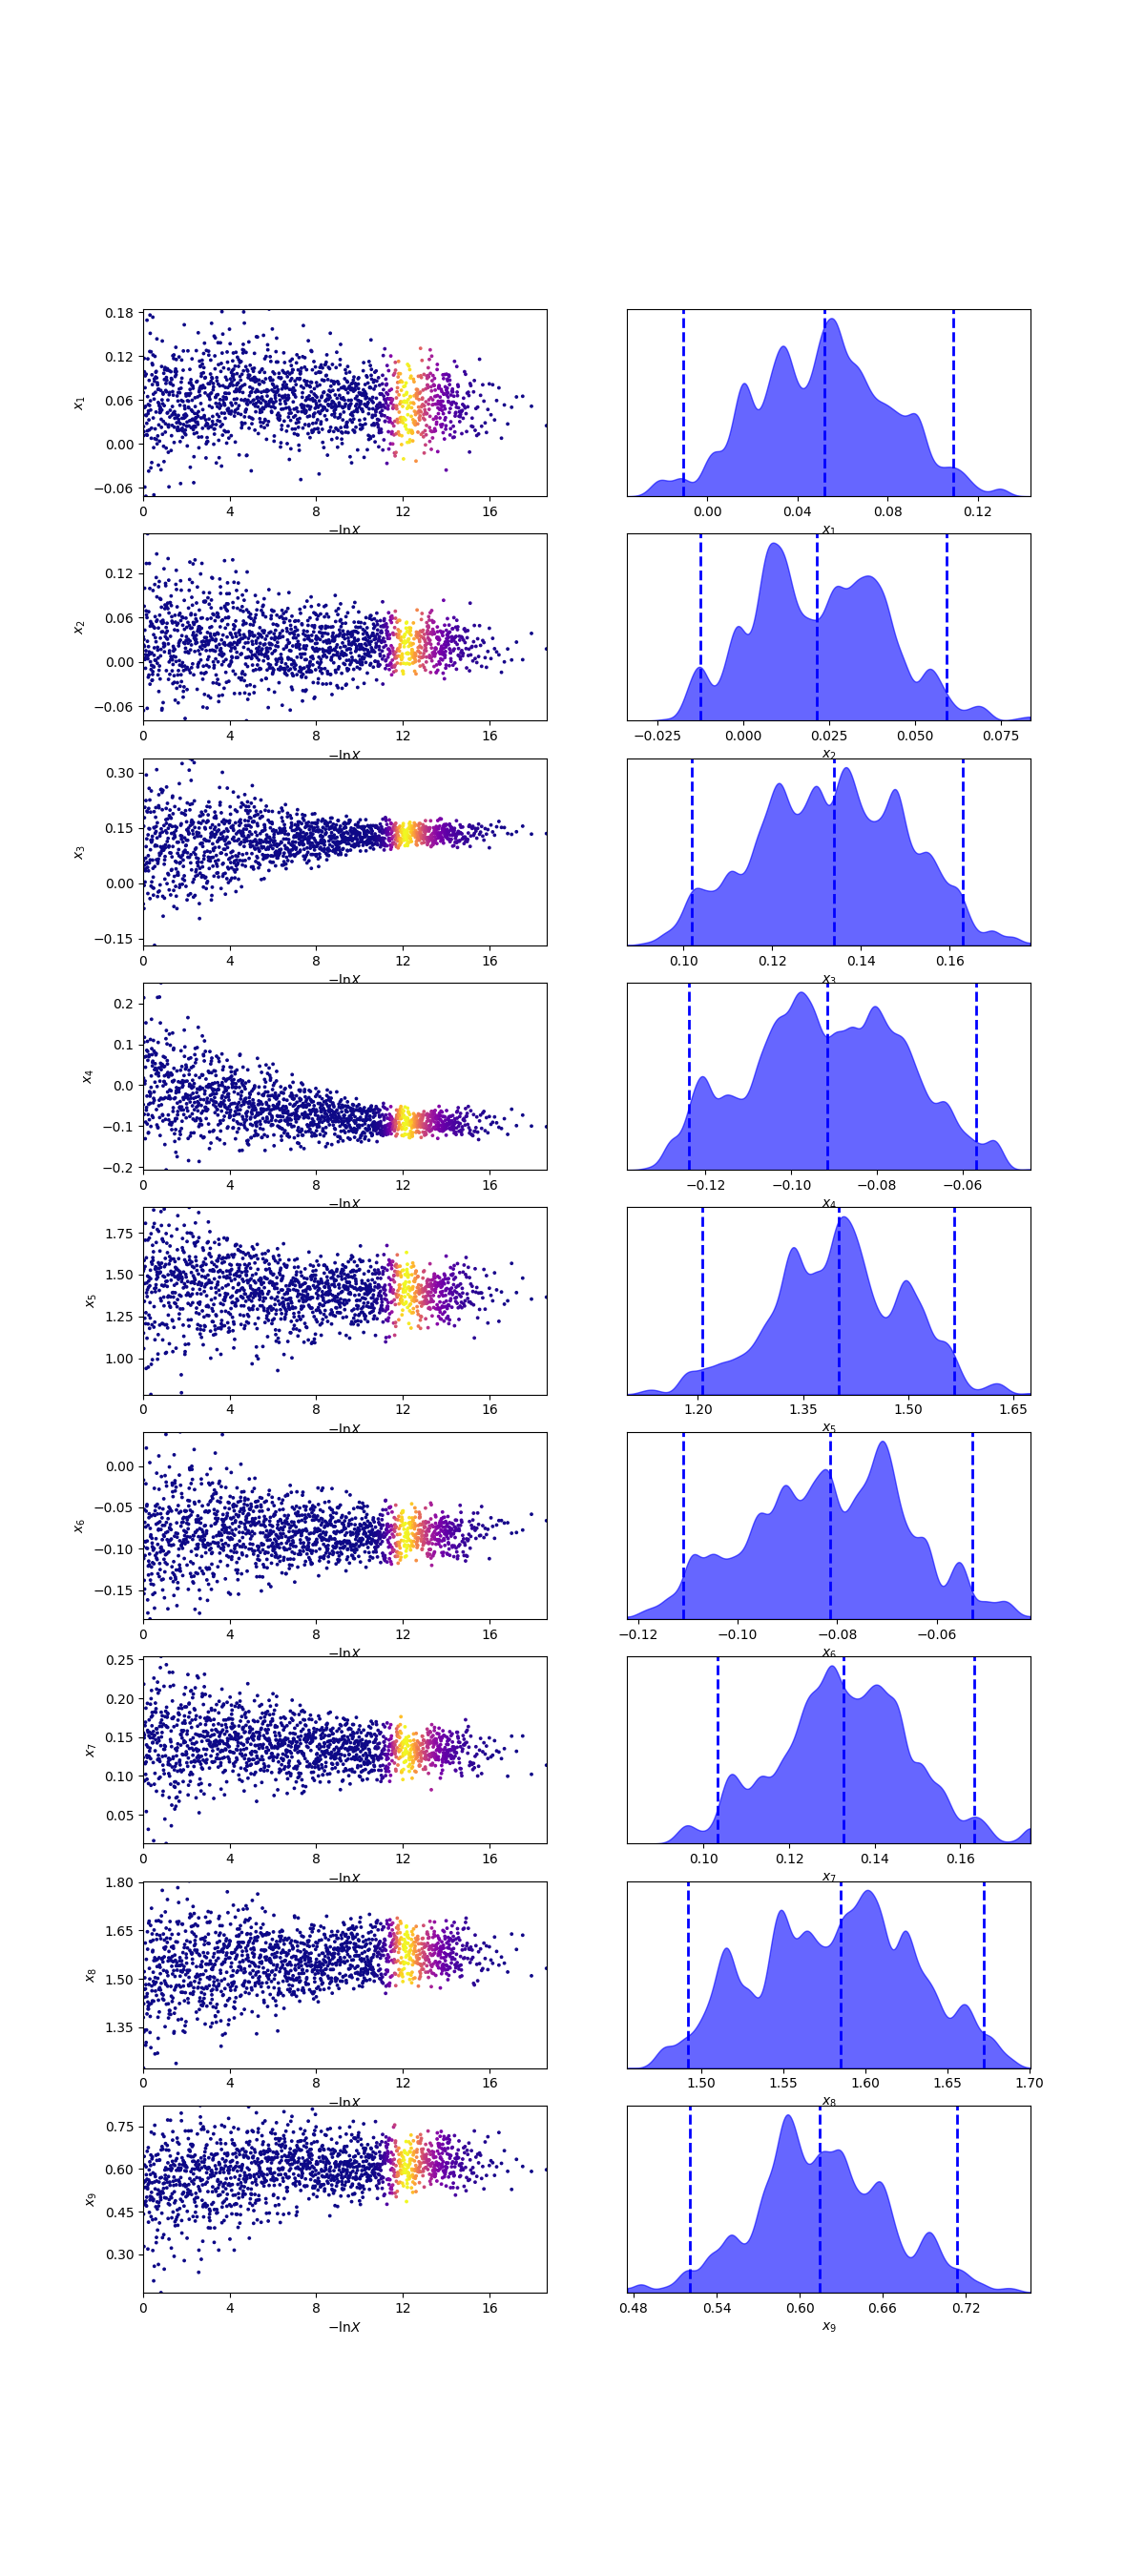 0.18
0.12
0.06
0.00
−0.06
x₁
0 4 8 12 16
−lnX
0.00 0.04 0.08 0.12
x₁
0.12
0.06
0.00
−0.06
x₂
0 4 8 12 16
−lnX
−0.025 0.000 0.025 0.050 0.075
x₂
0.30
0.15
0.00
−0.15
x₃
0 4 8 12 16
−lnX
0.10 0.12 0.14 0.16
x₃
0.2
0.1
0.0
−0.1
−0.2
x₄
0 4 8 12 16
−lnX
−0.12 −0.10 −0.08 −0.06
x₄
1.75
1.50
1.25
1.00
x₅
0 4 8 12 16
−lnX
1.20 1.35 1.50 1.65
x₅
0.00
−0.05
−0.10
−0.15
x₆
0 4 8 12 16
−lnX
−0.12 −0.10 −0.08 −0.06
x₆
0.25
0.20
0.15
0.10
0.05
x₇
0 4 8 12 16
−lnX
0.10 0.12 0.14 0.16
x₇
1.80
1.65
1.50
1.35
x₈
0 4 8 12 16
−lnX
1.50 1.55 1.60 1.65 1.70
x₈
0.75
0.60
0.45
0.30
x₉
0 4 8 12 16
−lnX
0.48 0.54 0.60 0.66 0.72
x₉